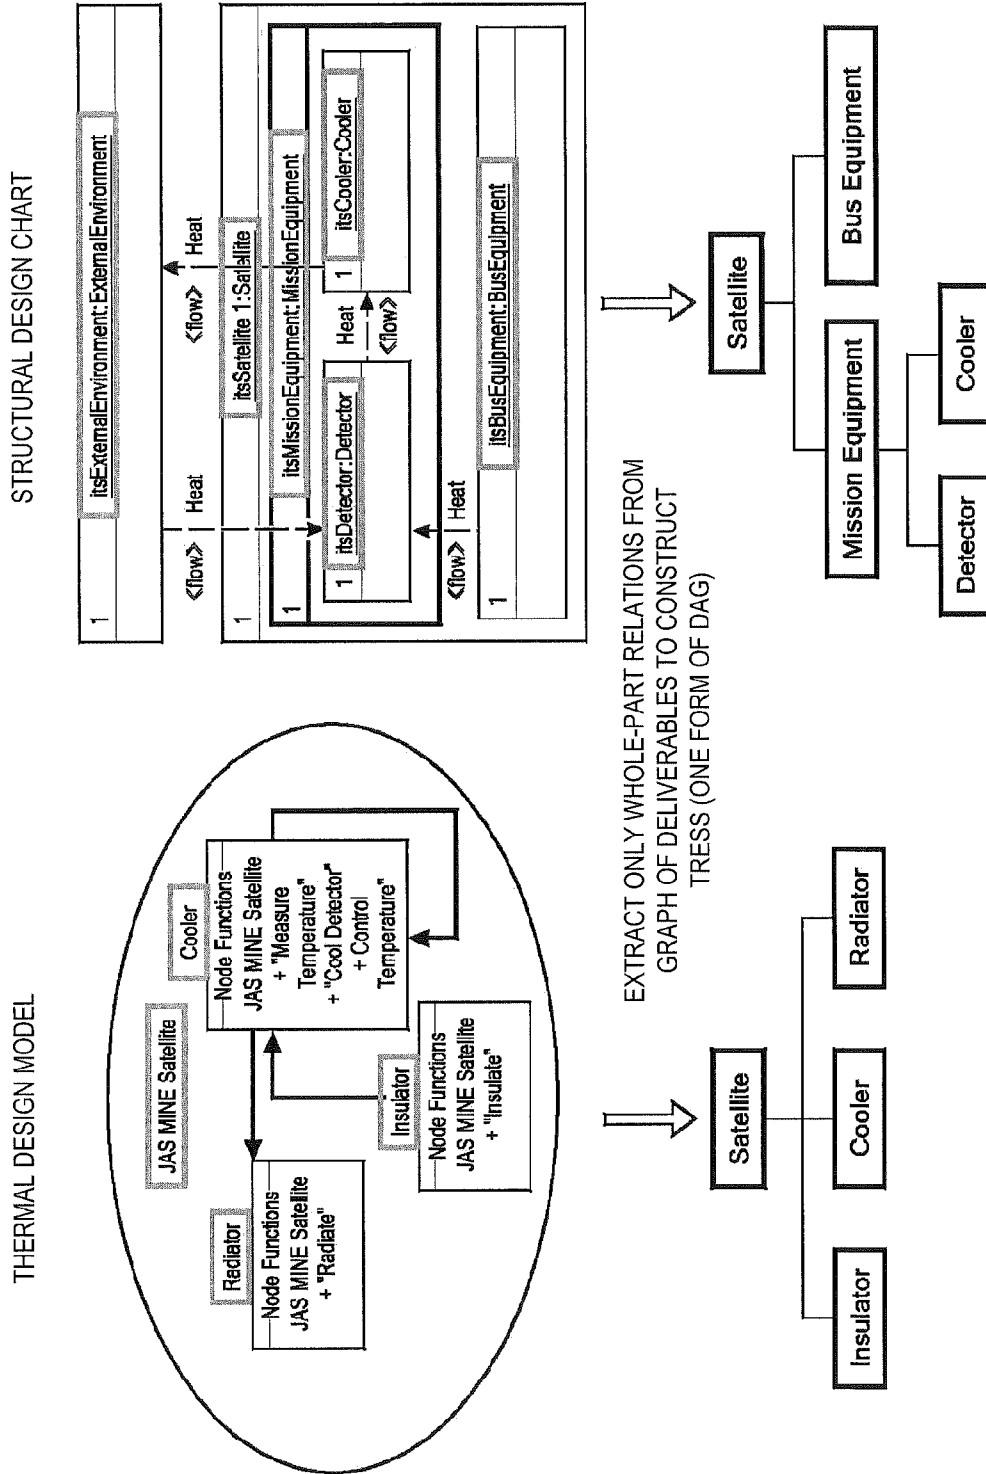 THERMAL DESIGN MODEL
JAS MINE Satellite
Radiator
Node Functions
JAS MINE Satellite
+ "Radiate"
Cooler
Node Functions
JAS MINE Satellite
+ "Measure
Temperature"
+ "Cool Detector"
+ Control
Temperature"
Insulator
Node Functions
JAS MINE Satellite
+ "Insulate"
STRUCTURAL DESIGN CHART
1
itsExternalEnvironment:ExternalEnvironment
«flow»
Heat
«flow»
Heat
1
itsSatellite 1:Satellite
1
itsMissionEquipment:MissionEquipment
1
itsDetector:Detector
Heat
«flow»
1
itsCooler:Cooler
«flow»
Heat
1
itsBusEquipment:BusEquipment
EXTRACT ONLY WHOLE-PART RELATIONS FROM
GRAPH OF DELIVERABLES TO CONSTRUCT
TRESS (ONE FORM OF DAG)
Satellite
Insulator
Cooler
Radiator
Satellite
Mission Equipment
Bus Equipment
Detector
Cooler